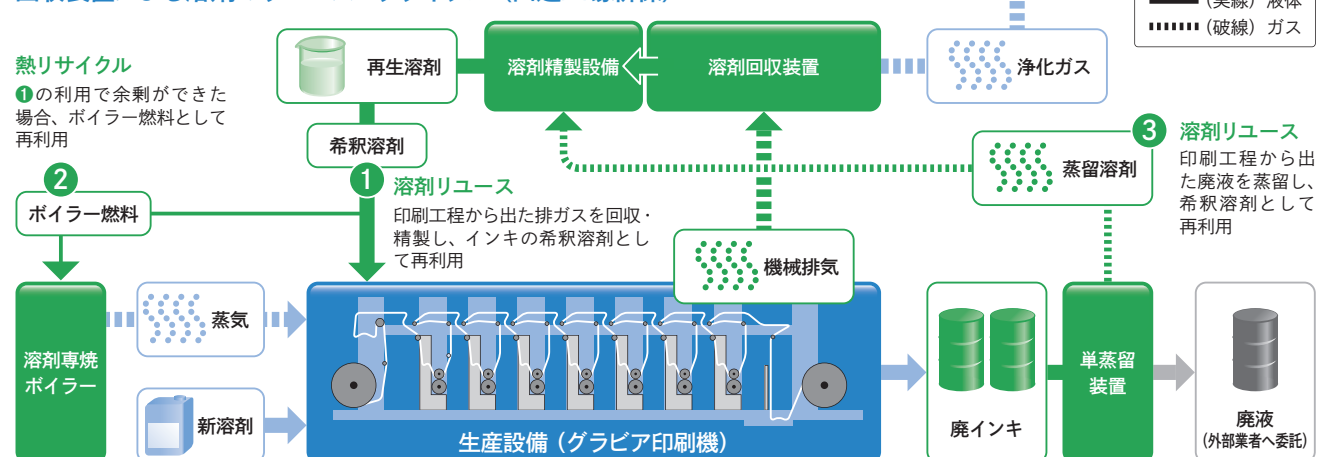 (実線) 液体
(破線) ガス
熱リサイクル
❶の利用で余剰ができた
場合、ボイラー燃料として
再利用
再生溶剤
溶剤精製設備
溶剤回収装置
浄化ガス
希釈溶剤
❶ 溶剤リユース
印刷工程から出た排ガスを回収・
精製し、インキの希釈溶剤とし
て再利用
❸ 溶剤リユース
印刷工程から出
た廃液を蒸留し、
希釈溶剤として
再利用
蒸留溶剤
❷
ボイラー燃料
機械排気
溶剤専焼
ボイラー
蒸気
新溶剤
生産設備（グラビア印刷機）
廃インキ
単蒸留
装置
廃液
(外部業者へ委託)